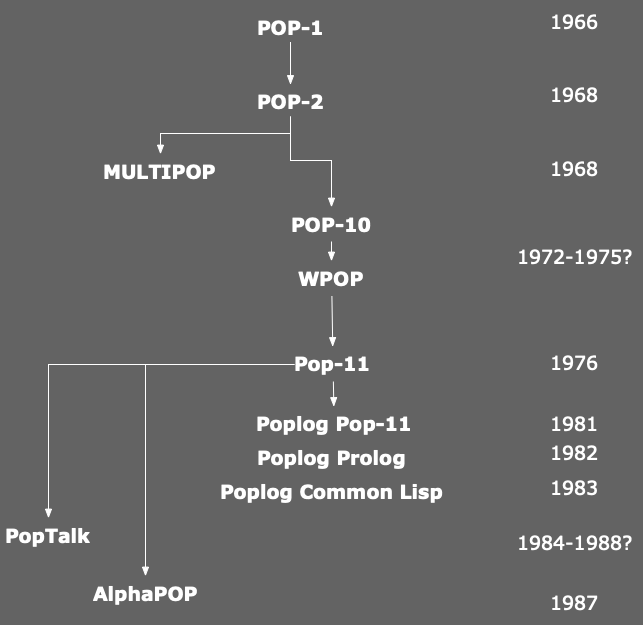 POP-1 1966
POP-2 1968
MULTIPOP 1968
POP-10
1972-1975?
WPOP
Pop-11 1976
Poplog Pop-11 1981
Poplog Prolog 1982
Poplog Common Lisp 1983
PopTalk 1984-1988?
AlphaPOP 1987